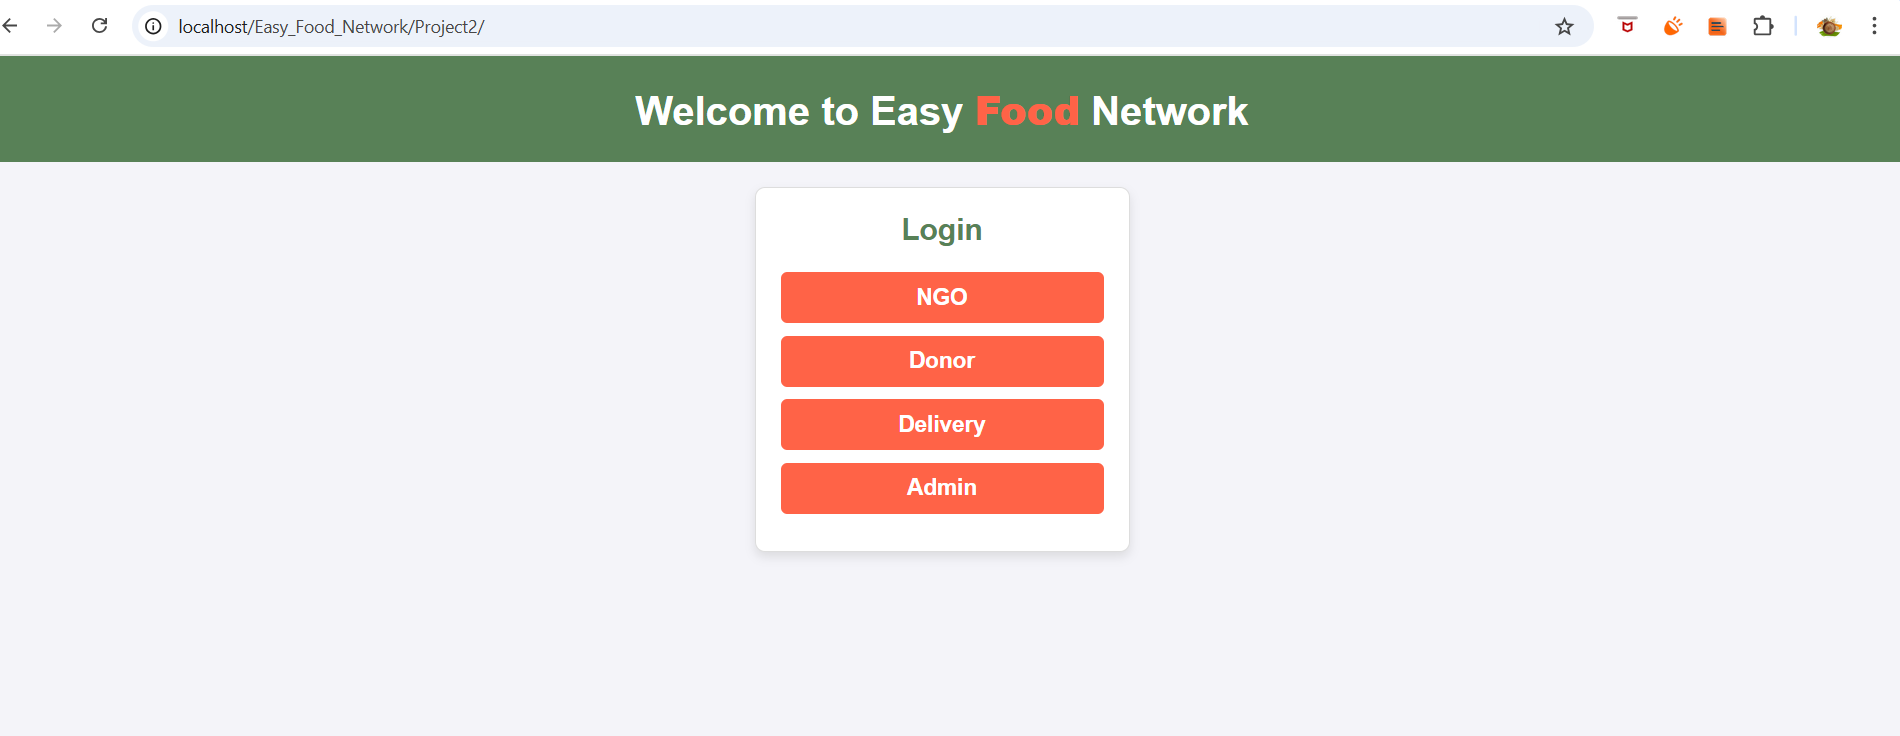 localhost/Easy_Food_Network/Project2/
Welcome to Easy Food Network
Login
NGO
Donor
Delivery
Admin